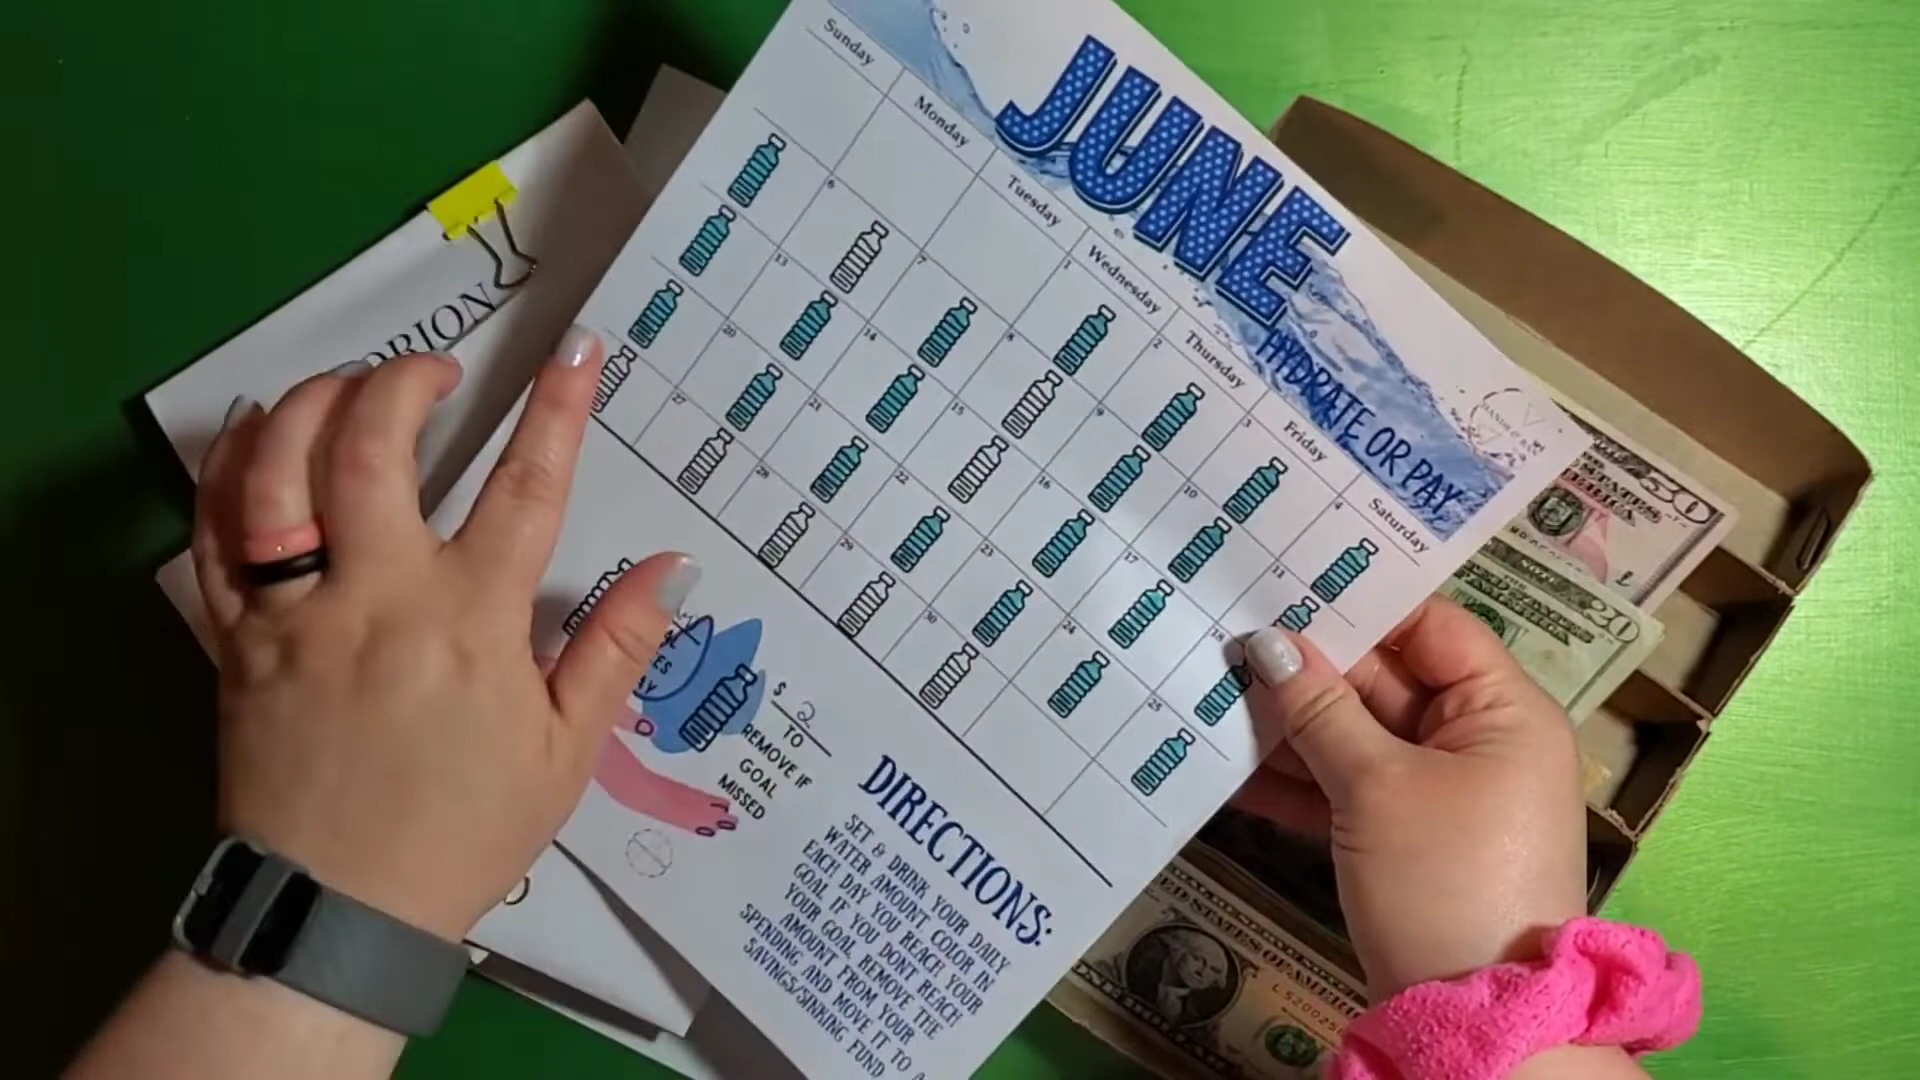 JUNE
HYDRATE OR PAY
Sunday
Monday
Tuesday
Wednesday
Thursday
Friday
Saturday
1
2
3
4
6
7
8
9
10
11
13
14
15
16
17
18
20
21
22
23
24
25
27
28
29
30
$ 2
TO
REMOVE IF
GOAL
MISSED
DIRECTIONS:
SET & DRINK YOUR DAILY
WATER AMOUNT. COLOR IN
EACH DAY YOU REACH YOUR
GOAL. IF YOU DON'T REACH
YOUR GOAL, REMOVE THE
AMOUNT FROM YOUR
SPENDING AND MOVE IT TO A
SAVINGS/SINKING FUND
50
20